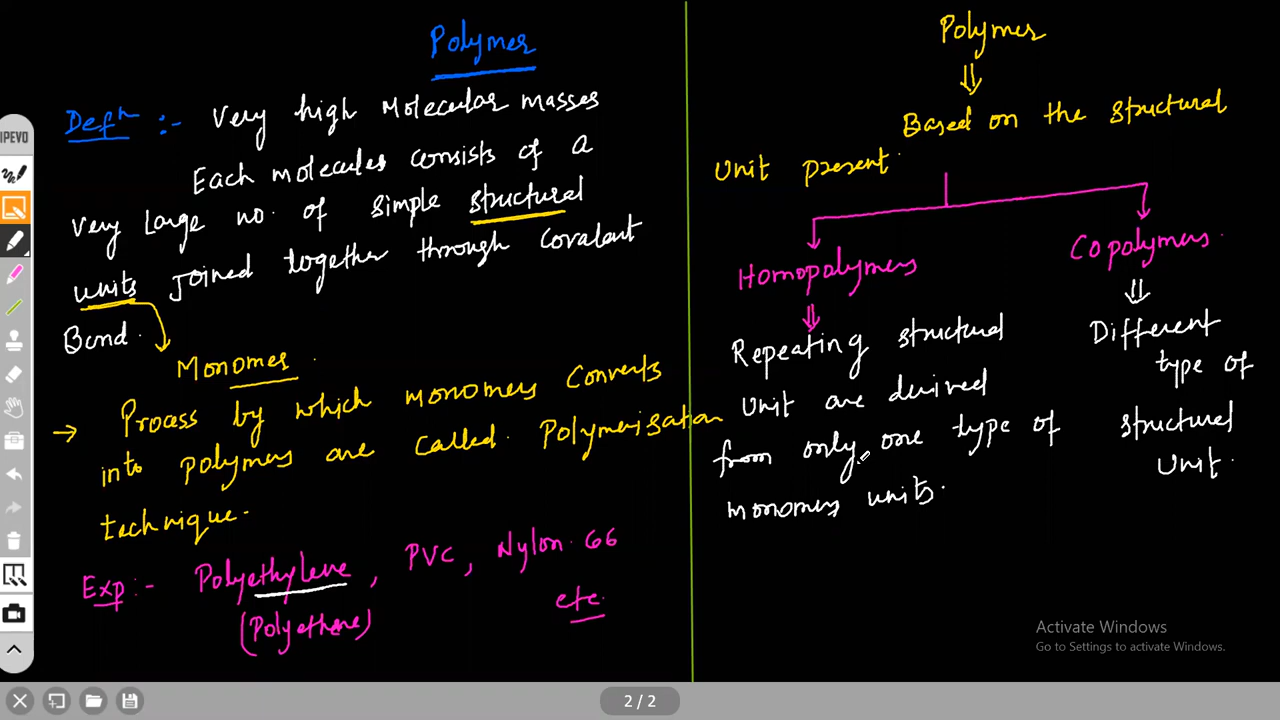 Polymer
Defn :- Very high Molecular masses
Each molecules consists of a
Very Large no. of simple structural
units joined together through Covalant
Bond.
Monomer
→ Process by which monomers Converts
into polymers are called. Polymerisation
technique.
Exp :- Polyethylene, PVC, Nylon. 66
(Polyethene) etc.
Polymer
⇓
Based on the structural
Unit present.
Homopolymers
⇓
Repeating structural
Unit are derived
from only one type of
monomers units.
Copolymers.
⇓
Different
type of
structural
Unit.
IPEVO
Activate Windows
Go to Settings to activate Windows.
2 / 2